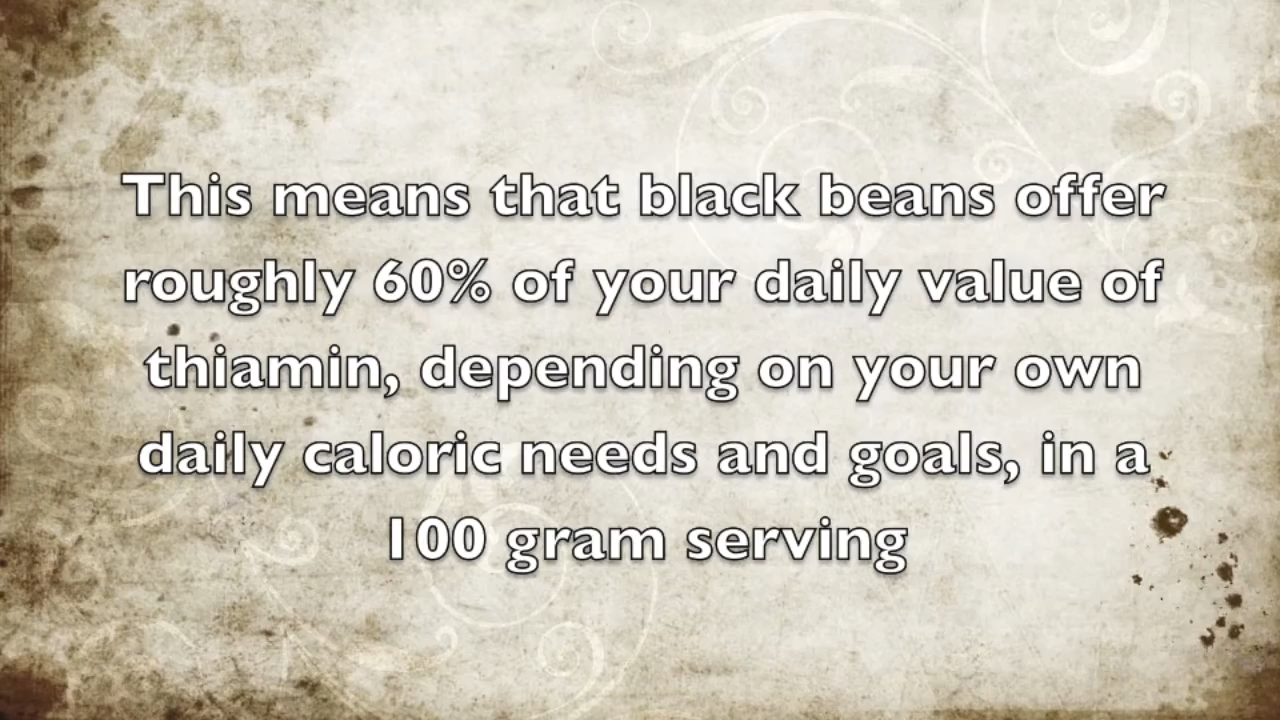 This means that black beans offer
roughly 60% of your daily value of
thiamin, depending on your own
daily caloric needs and goals, in a
100 gram serving